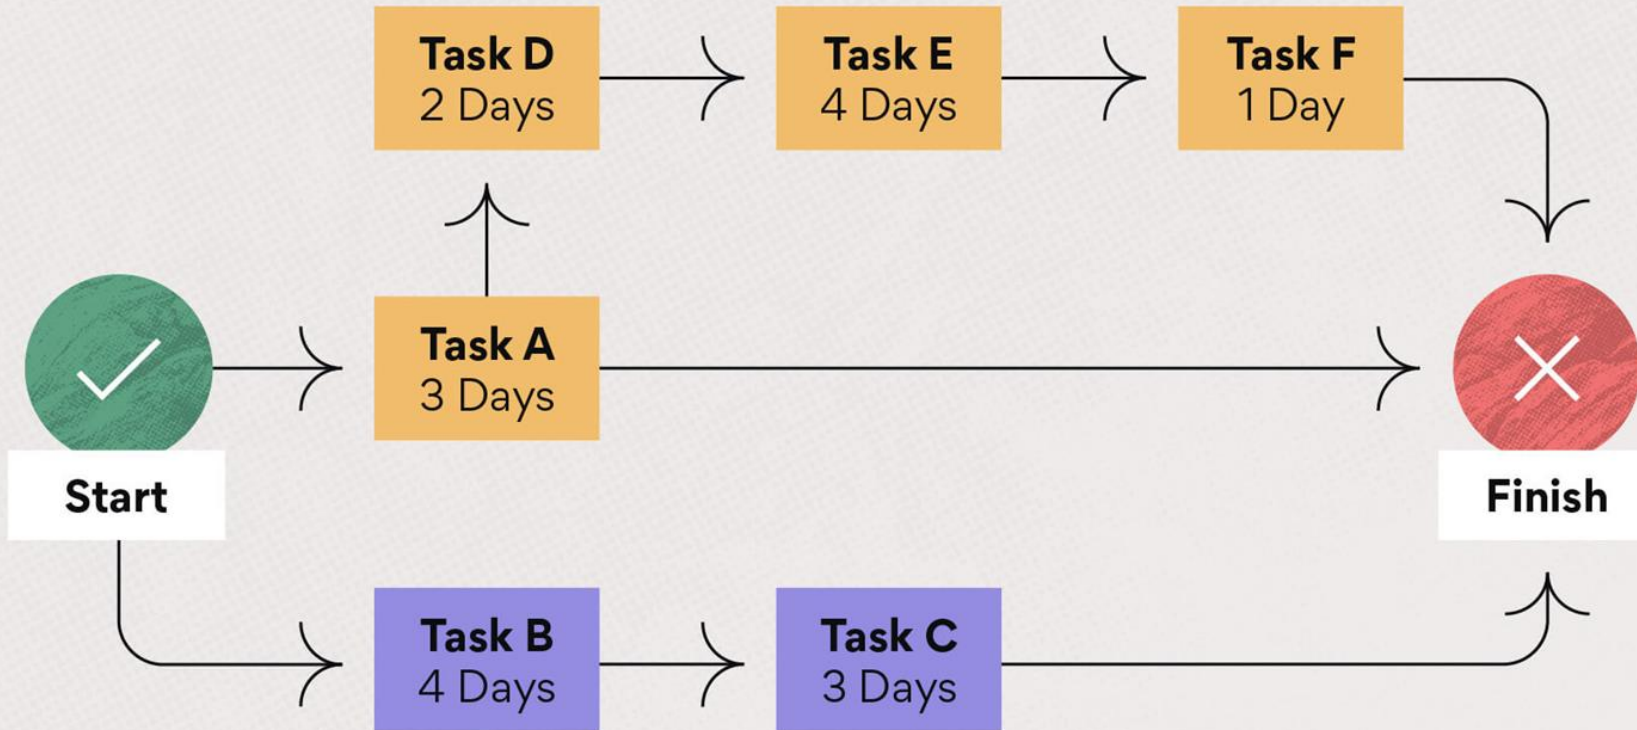 Task D
2 Days
Task E
4 Days
Task F
1 Day
Task A
3 Days
Start
Finish
Task B
4 Days
Task C
3 Days